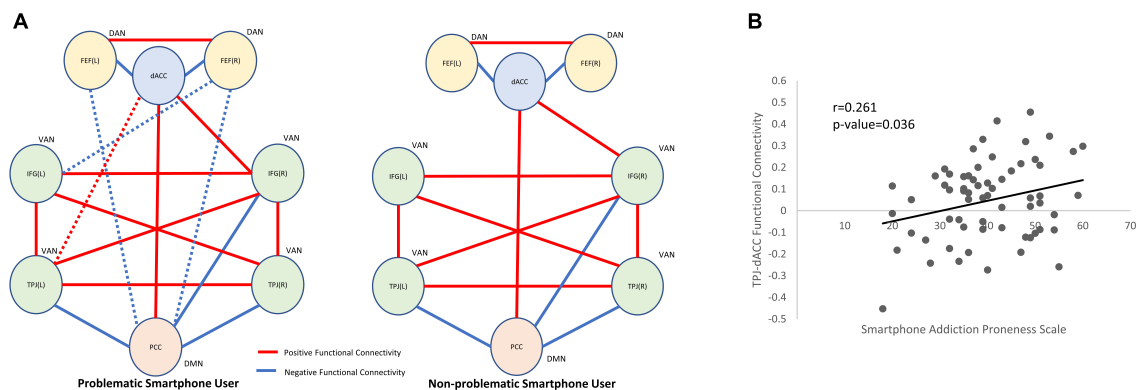 A
DAN
DAN
FEF(L)
dACC
FEF(R)
VAN
VAN
IFG(L)
IFG(R)
VAN
VAN
TPJ(L)
TPJ(R)
PCC
DMN
Problematic Smartphone User
Positive Functional Connectivity
Negative Functional Connectivity
DAN
DAN
FEF(L)
dACC
FEF(R)
VAN
VAN
IFG(L)
IFG(R)
VAN
VAN
TPJ(L)
TPJ(R)
PCC
DMN
Non-problematic Smartphone User
B
r=0.261
p-value=0.036
TPJ-dACC Functional Connectivity
0.6
0.5
0.4
0.3
0.2
0.1
0
-0.1
-0.2
-0.3
-0.4
-0.5
10 20 30 40 50 60 70
Smartphone Addiction Proneness Scale